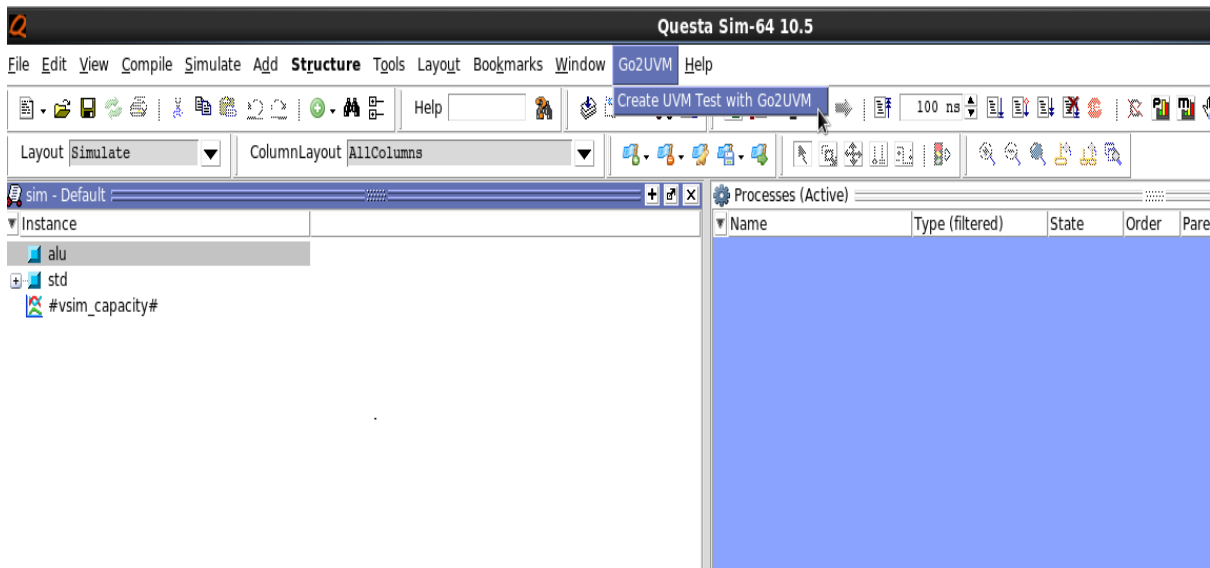 Questa Sim-64 10.5
File Edit View Compile Simulate Add Structure Tools Layout Bookmarks Window Go2UVM Help
Create UVM Test with Go2UVM
Help
100 ns
Layout Simulate
ColumnLayout AllColumns
sim - Default
Processes (Active)
Instance
Name Type (filtered) State Order Pare
alu
std
#vsim_capacity#